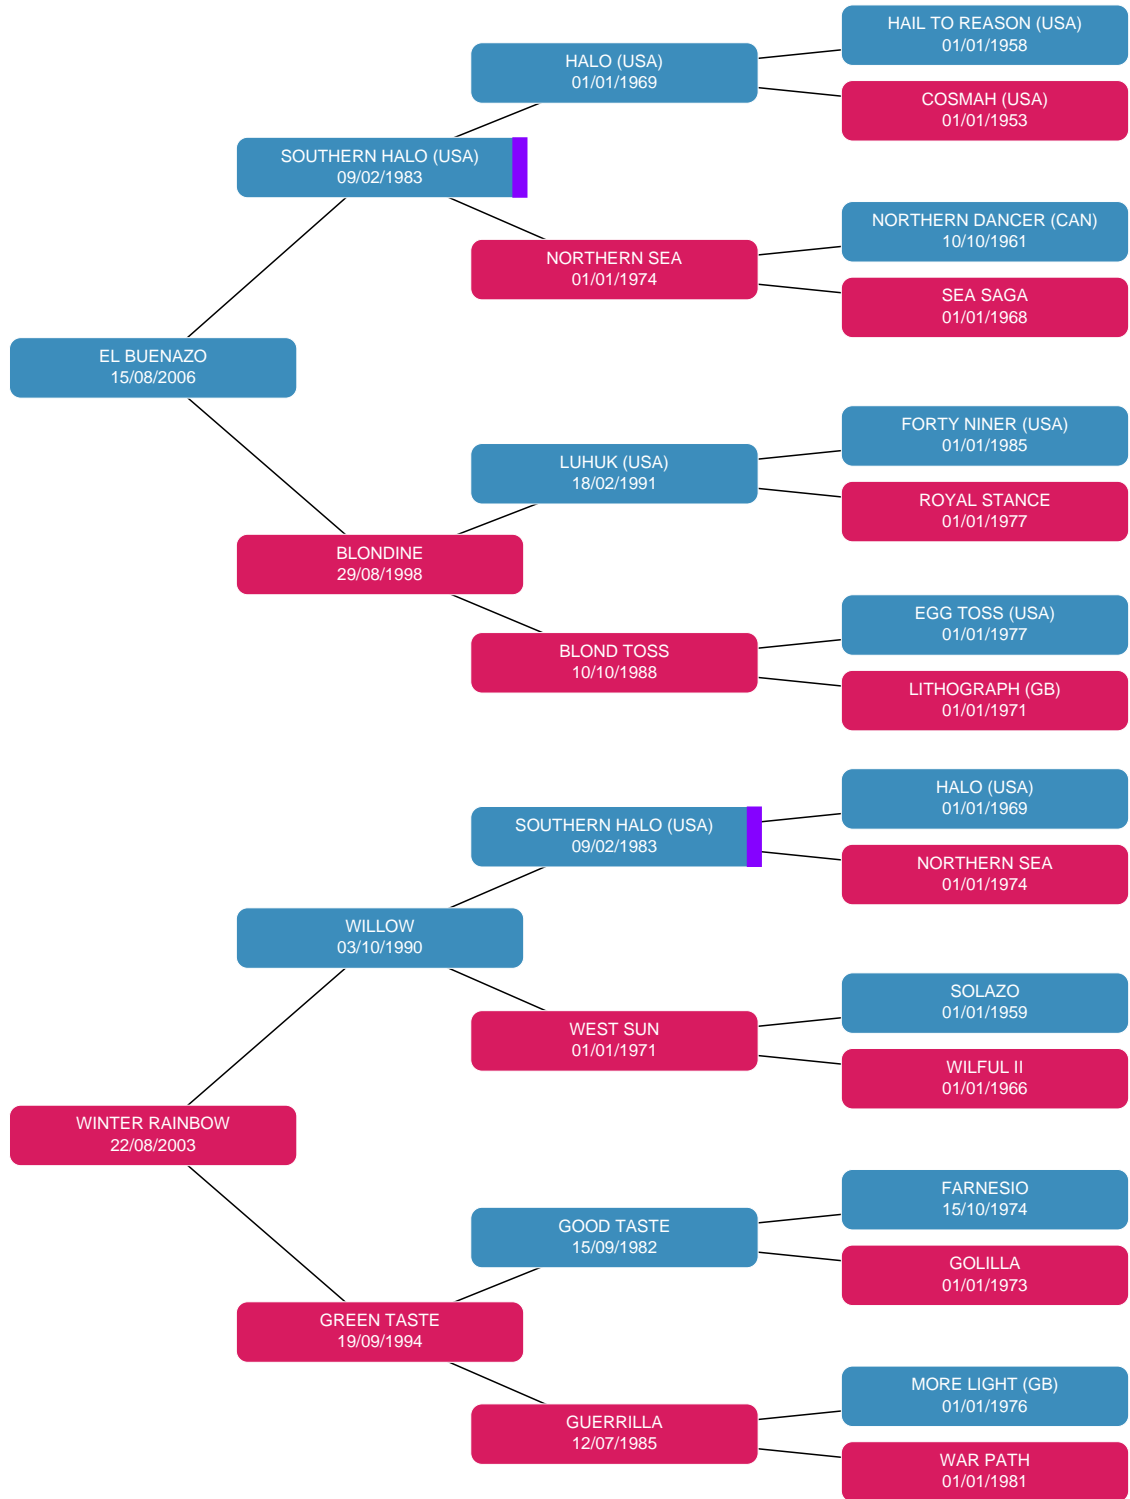 HAIL TO REASON (USA)
01/01/1958
HALO (USA)
01/01/1969
COSMAH (USA)
01/01/1953
SOUTHERN HALO (USA)
09/02/1983
NORTHERN DANCER (CAN)
10/10/1961
NORTHERN SEA
01/01/1974
SEA SAGA
01/01/1968
EL BUENAZO
15/08/2006
FORTY NINER (USA)
01/01/1985
LUHUK (USA)
18/02/1991
ROYAL STANCE
01/01/1977
BLONDINE
29/08/1998
EGG TOSS (USA)
01/01/1977
BLOND TOSS
10/10/1988
LITHOGRAPH (GB)
01/01/1971
HALO (USA)
01/01/1969
SOUTHERN HALO (USA)
09/02/1983
NORTHERN SEA
01/01/1974
WILLOW
03/10/1990
SOLAZO
01/01/1959
WEST SUN
01/01/1971
WILFUL II
01/01/1966
WINTER RAINBOW
22/08/2003
FARNESIO
15/10/1974
GOOD TASTE
15/09/1982
GOLILLA
01/01/1973
GREEN TASTE
19/09/1994
MORE LIGHT (GB)
01/01/1976
GUERRILLA
12/07/1985
WAR PATH
01/01/1981